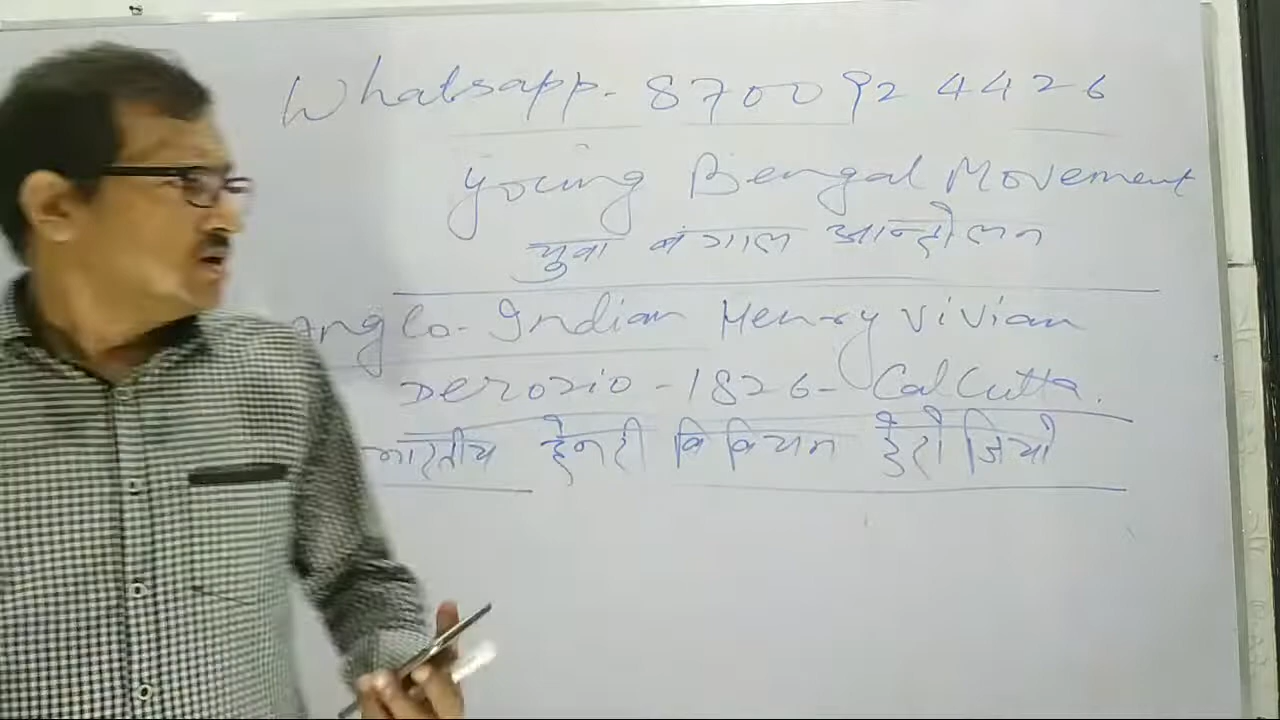 Whatsapp. 8700924426
young Bengal Movement
युवा बंगाल आन्दोलन
Anglo-Indian Henry Vivian
Derozio - 1826 - Calcutta.
भारतीय हेनरी विवियन डेरोजियो